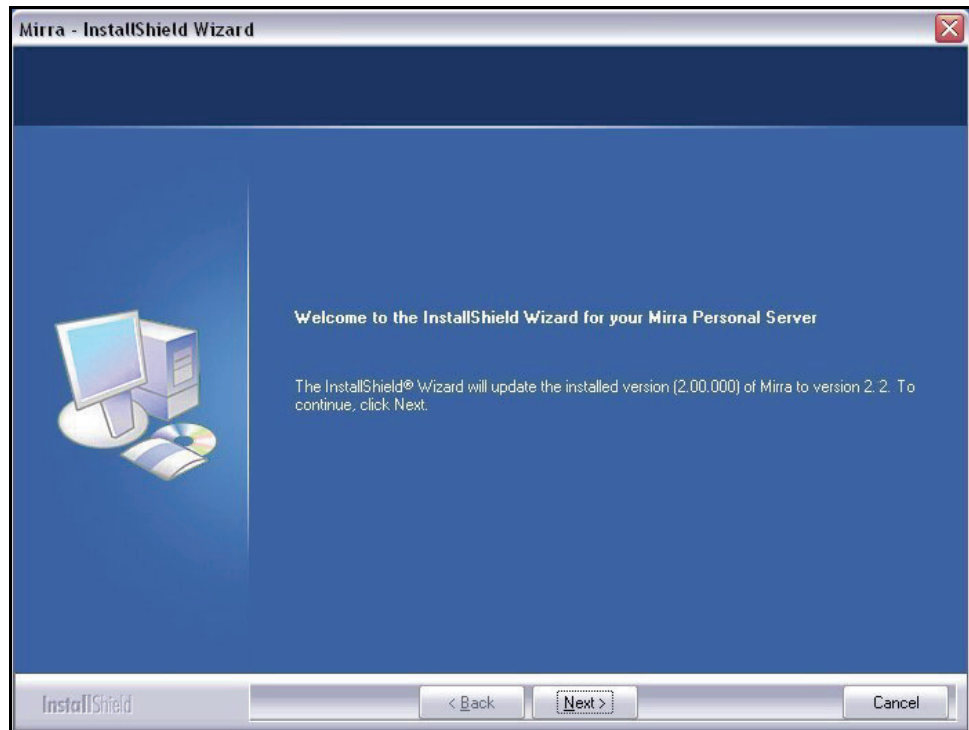 Mirra - InstallShield Wizard
Welcome to the InstallShield Wizard for your Mirra Personal Server
The InstallShield® Wizard will update the installed version (2.00.000) of Mirra to version 2.2. To
continue, click Next.
InstallShield
< Back
Next >
Cancel